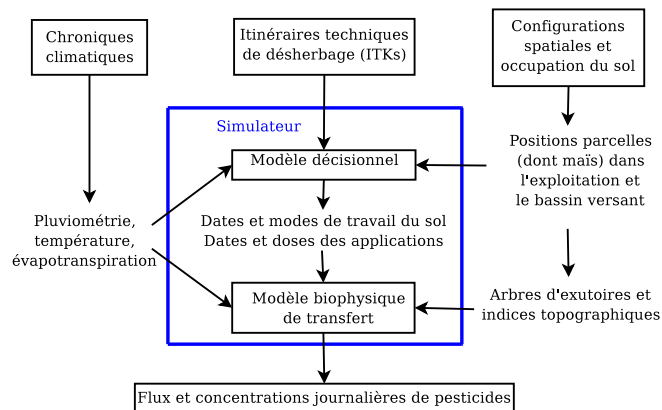 Chroniques
climatiques
Itinéraires techniques
de désherbage (ITKs)
Configurations
spatiales et
occupation du sol
Simulateur
Modèle décisionnel
Positions parcelles
(dont maïs) dans
l'exploitation et
le bassin versant
Pluviométrie,
température,
évapotranspiration
Dates et modes de travail du sol
Dates et doses des applications
Modèle biophysique
de transfert
Arbres d'exutoires et
indices topographiques
Flux et concentrations journalières de pesticides